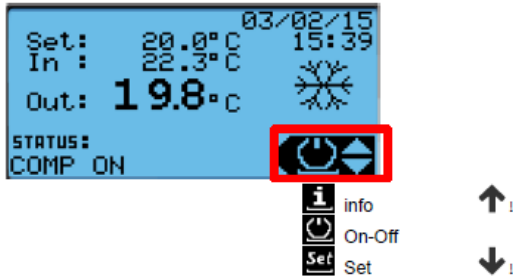 03/02/15
Set: 20.0°C 15:39
In : 22.3°C
Out: 19.8°C
STATUS:
COMP ON
i info
On-Off
Set Set